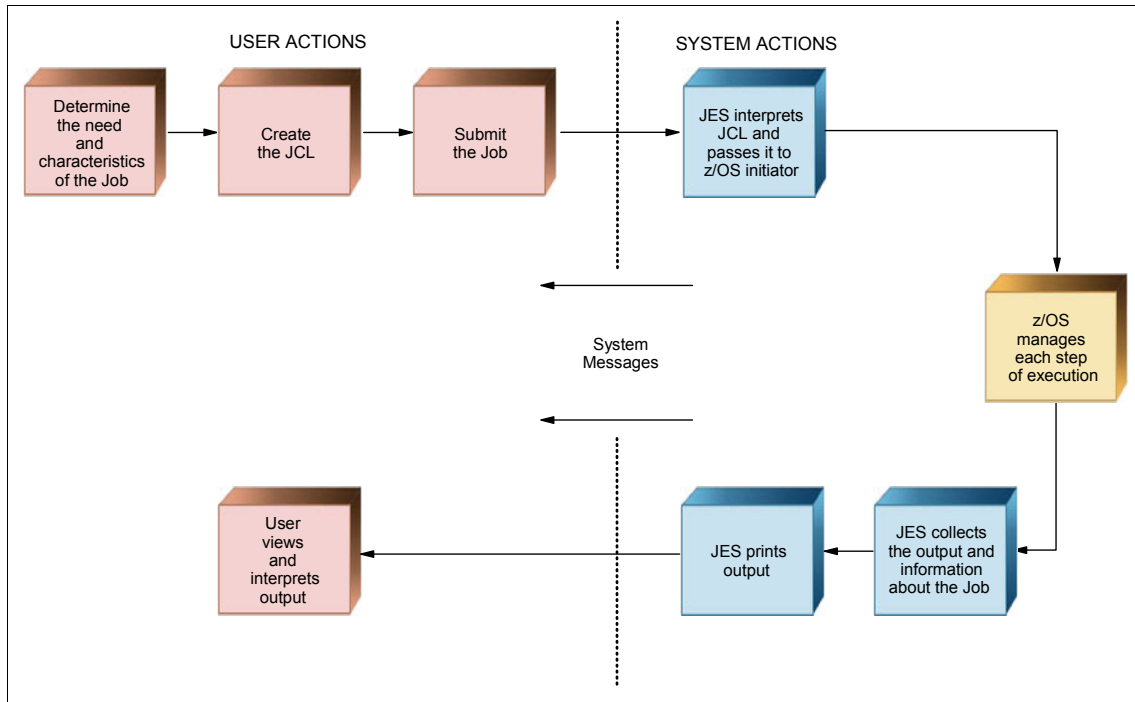 USER ACTIONS
SYSTEM ACTIONS
Determine
the need
and
characteristics
of the Job
Create
the JCL
Submit
the Job
JES interprets
JCL and
passes it to
z/OS initiator
z/OS
manages
each step
of execution
System
Messages
User
views
and
interprets
output
JES prints
output
JES collects
the output and
information
about the Job